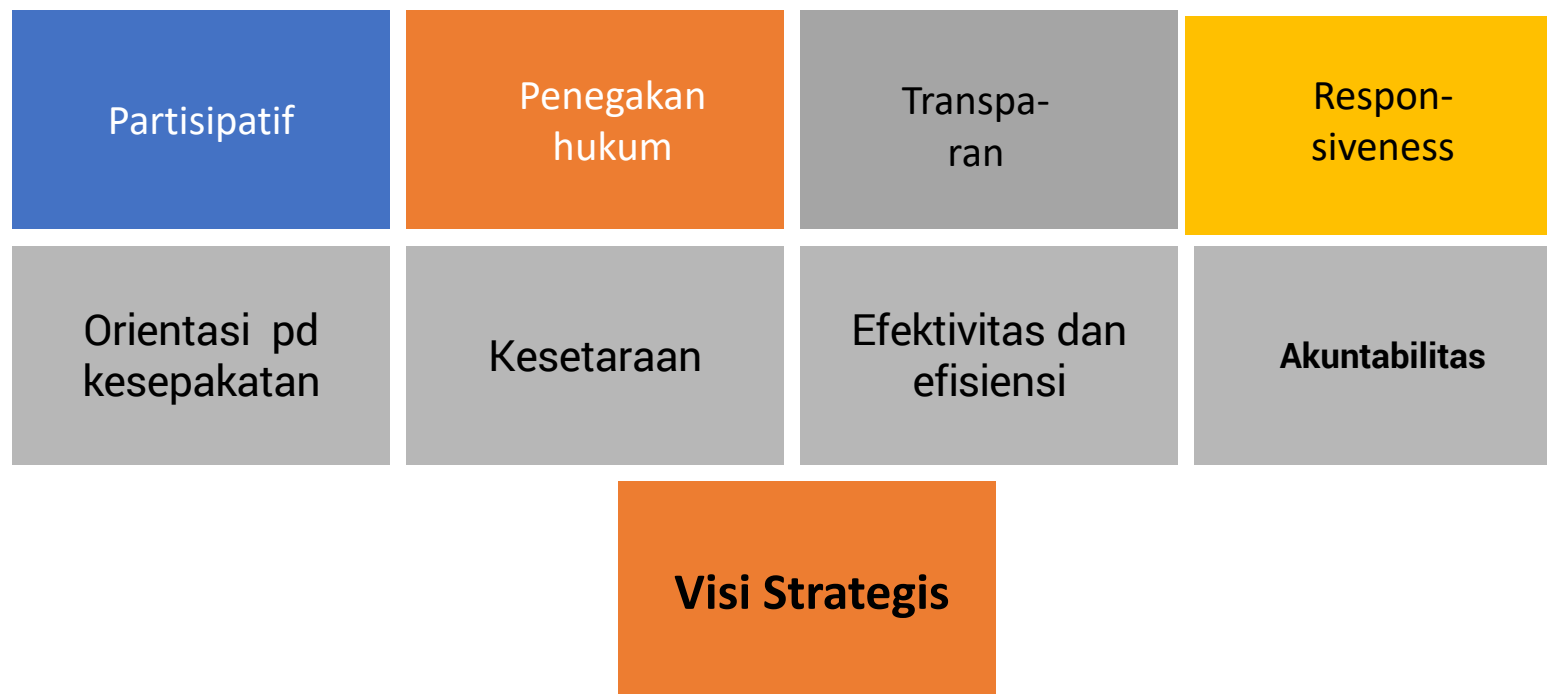 Partisipatif
Penegakan
hukum
Transpa-
ran
Respon-
siveness
Orientasi pd
kesepakatan
Kesetaraan
Efektivitas dan
efisiensi
Akuntabilitas
Visi Strategis